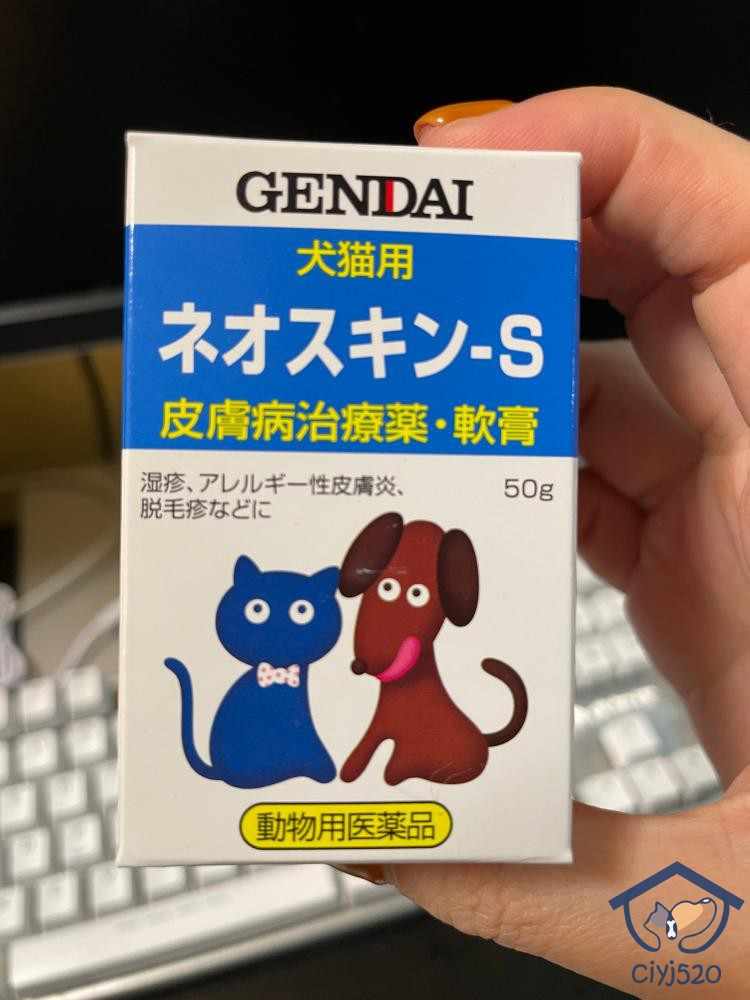 GENDAI
犬猫用
ネオスキン-S
皮膚病治療薬・軟膏
湿疹、アレルギー性皮膚炎、
脱毛疹などに
50g
動物用医薬品
Ciyj520